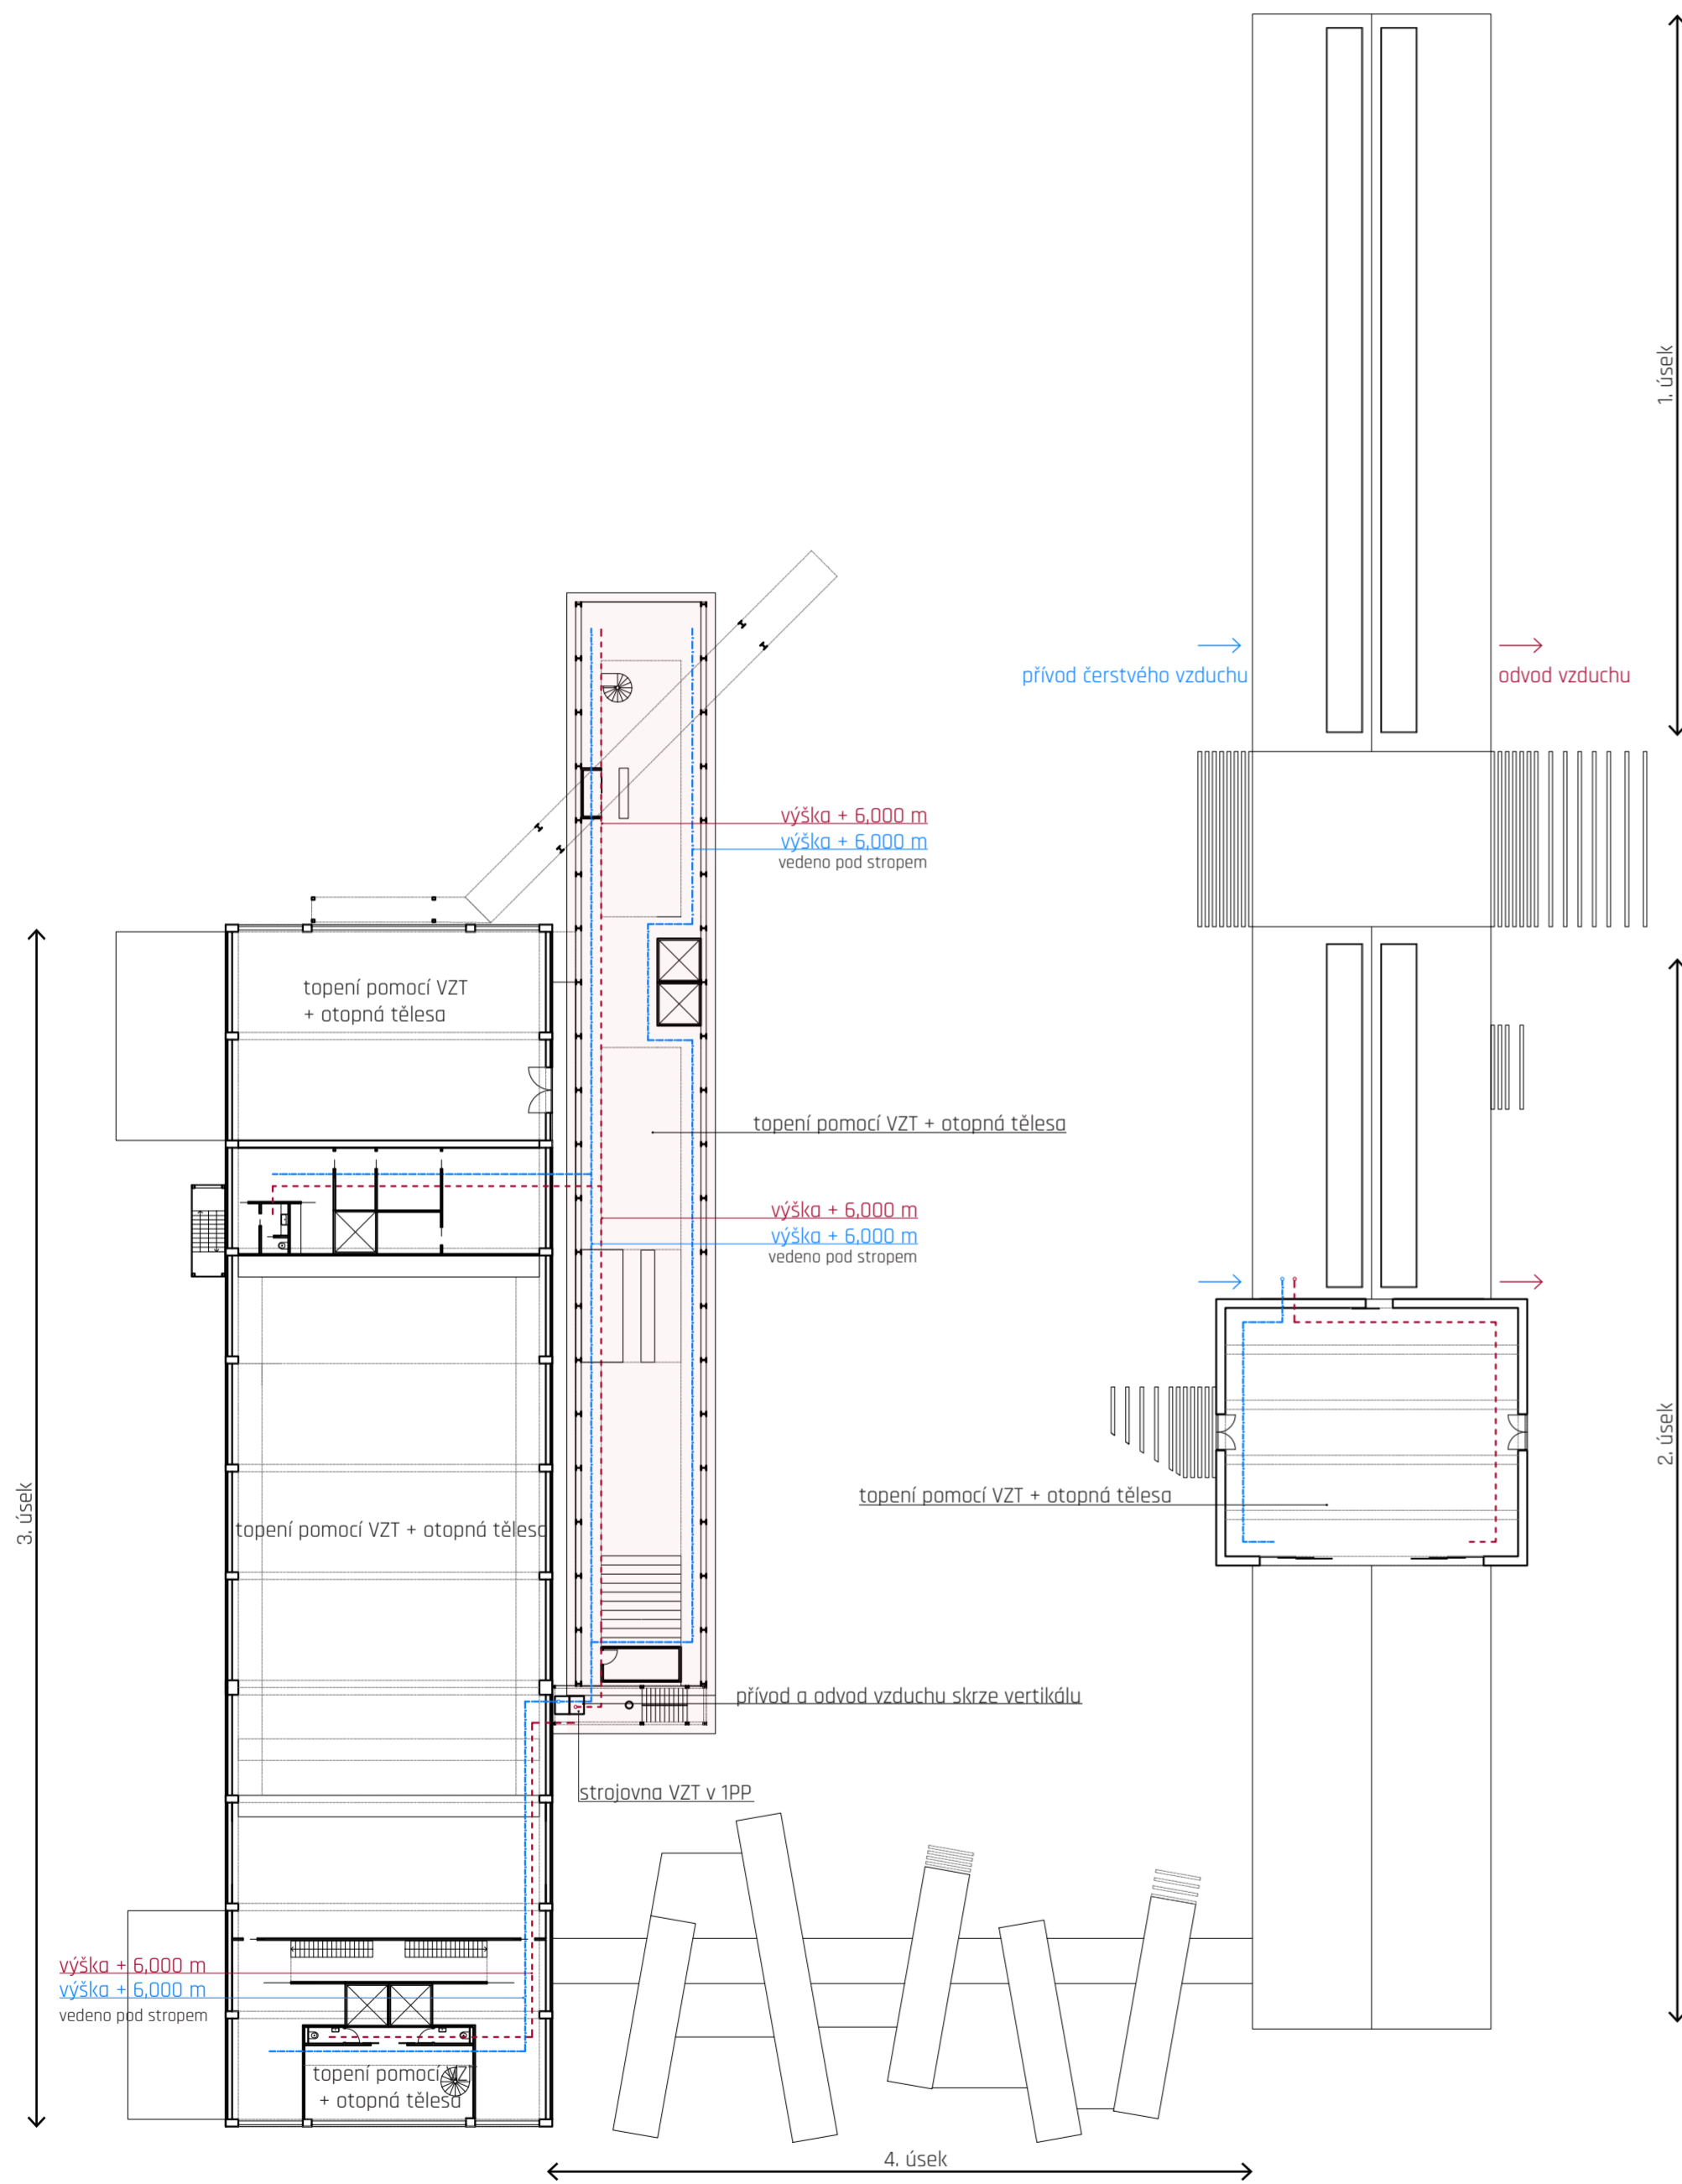 1. úsek
přívod čerstvého vzduchu
odvod vzduchu
výška + 6,000 m
výška + 6,000 m
vedeno pod stropem
topení pomocí VZT
+ otopná tělesa
topení pomocí VZT + otopná tělesa
výška + 6,000 m
výška + 6,000 m
vedeno pod stropem
2. úsek
3. úsek
topení pomocí VZT + otopná tělesa
topení pomocí VZT + otopná tělesa
přívod a odvod vzduchu skrze vertikálu
strojovna VZT v 1PP
výška + 6,000 m
výška + 6,000 m
vedeno pod stropem
topení pomocí VZT
+ otopná tělesa
4. úsek